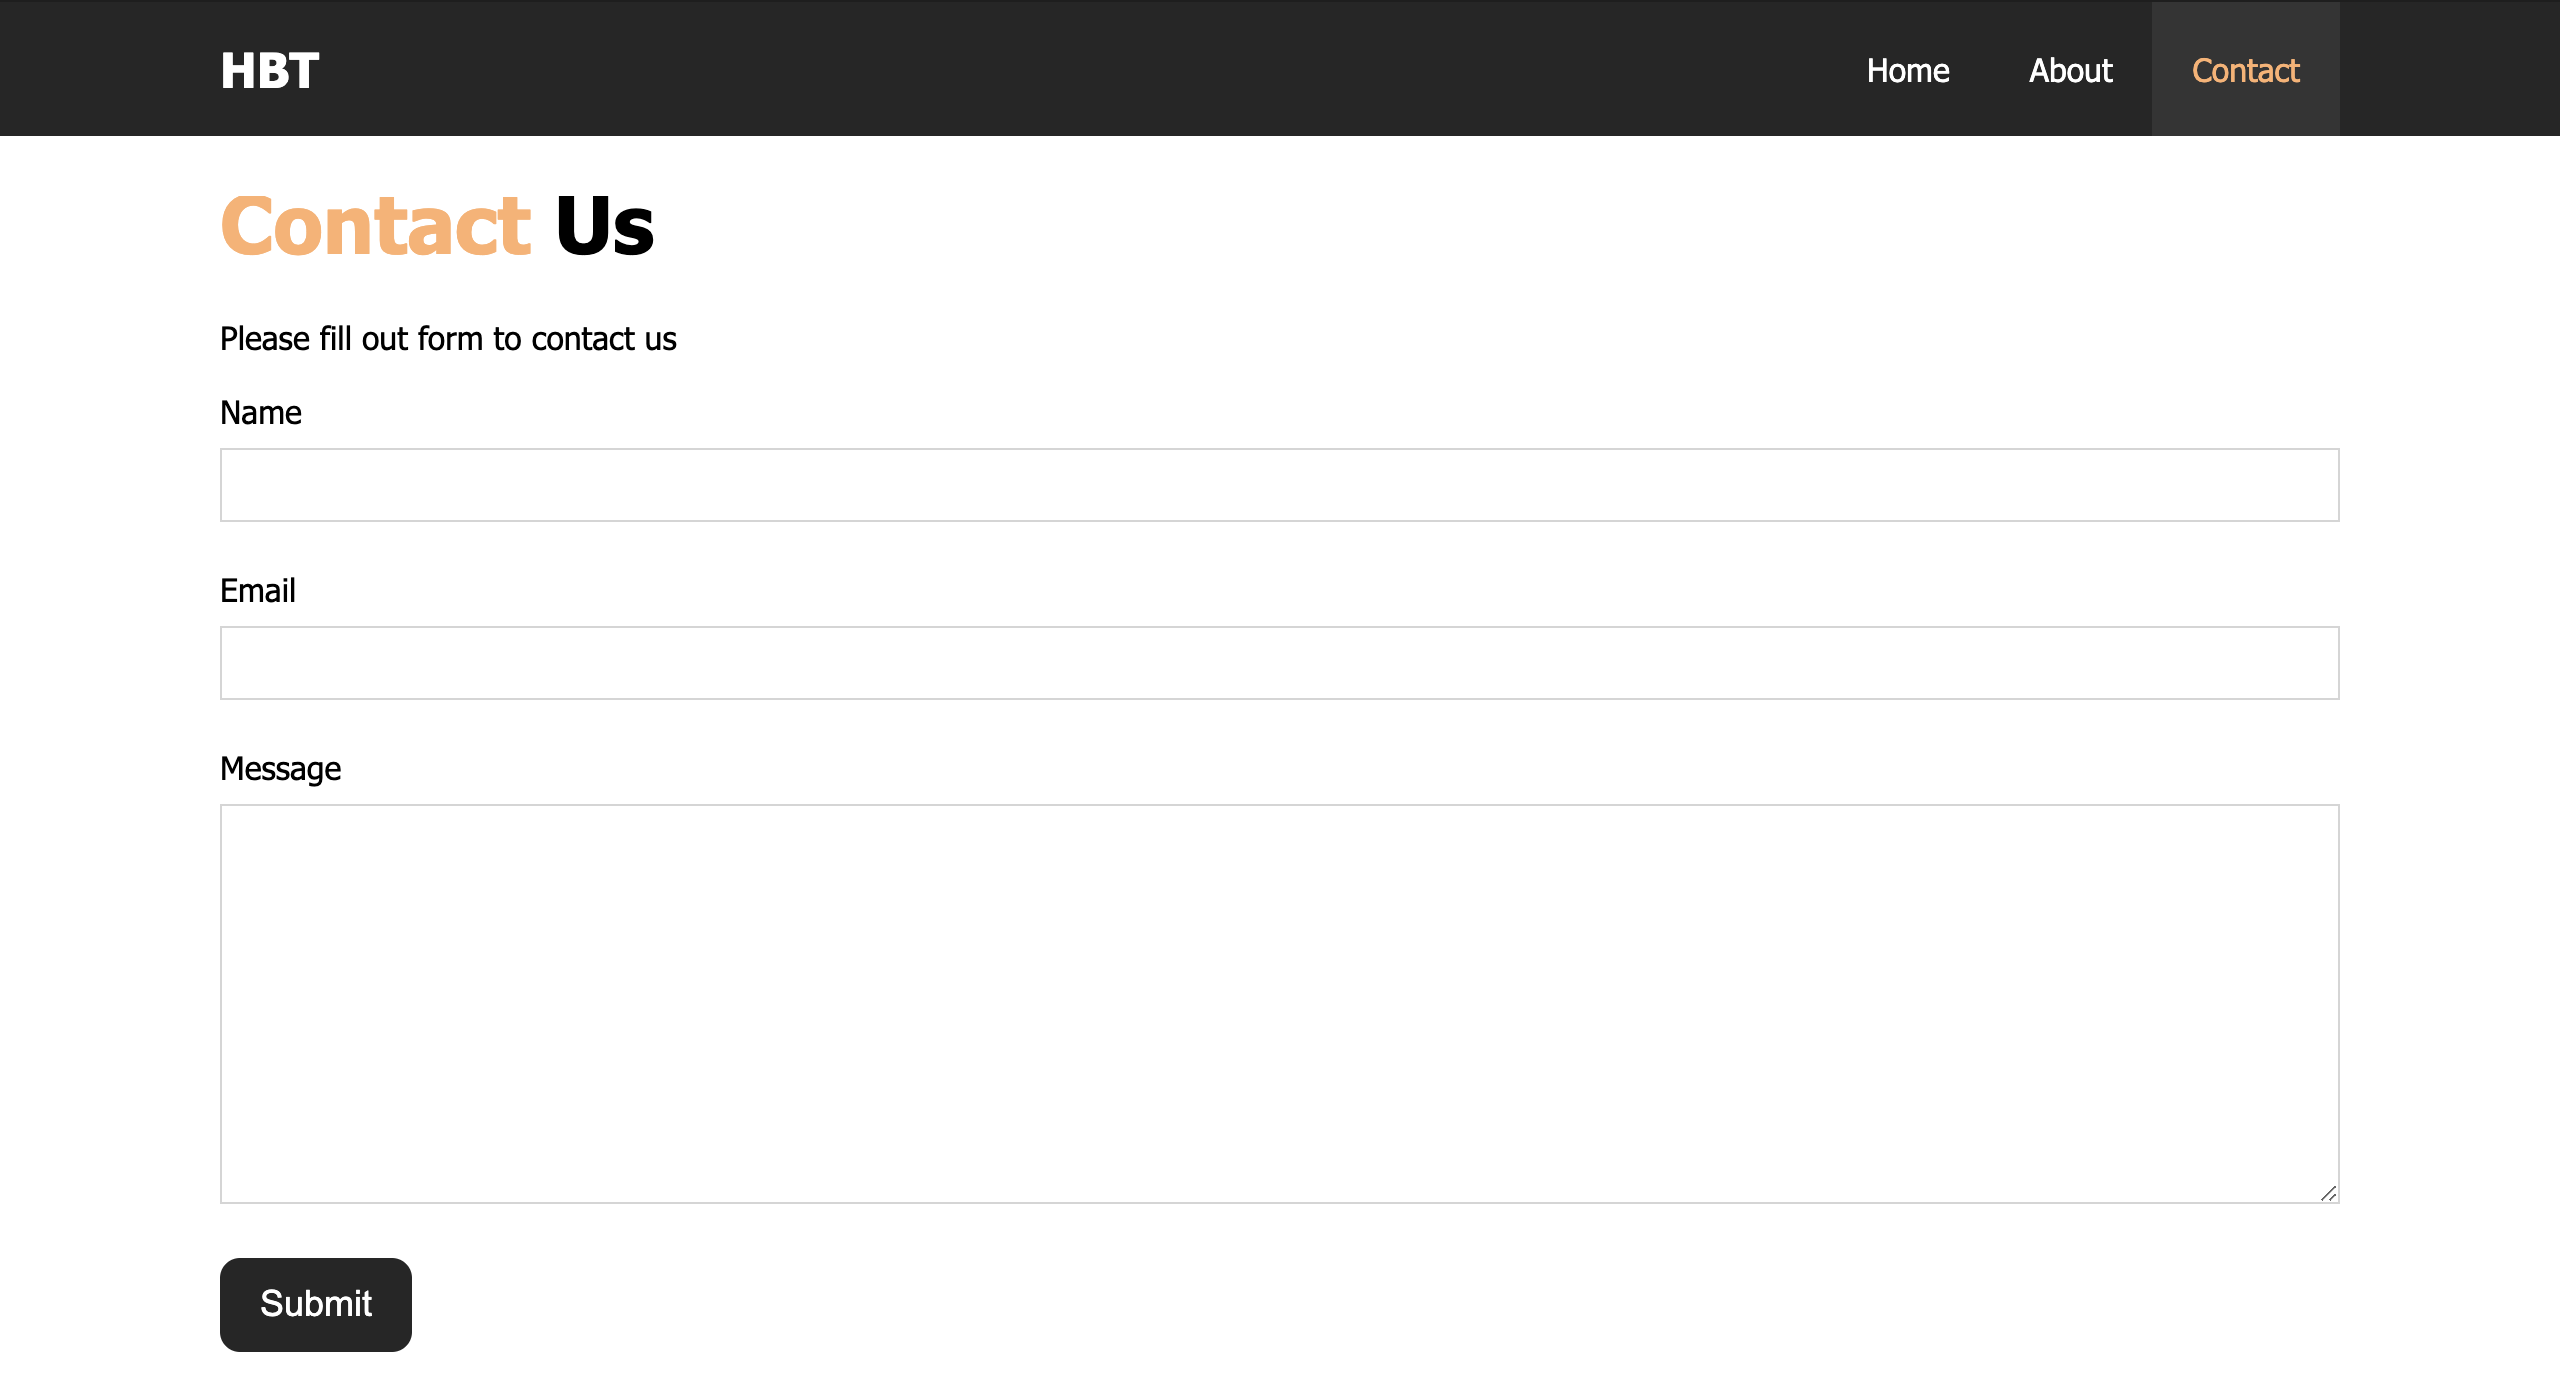 HBT
Home About Contact
Contact Us
Please fill out form to contact us
Name
Email
Message
Submit